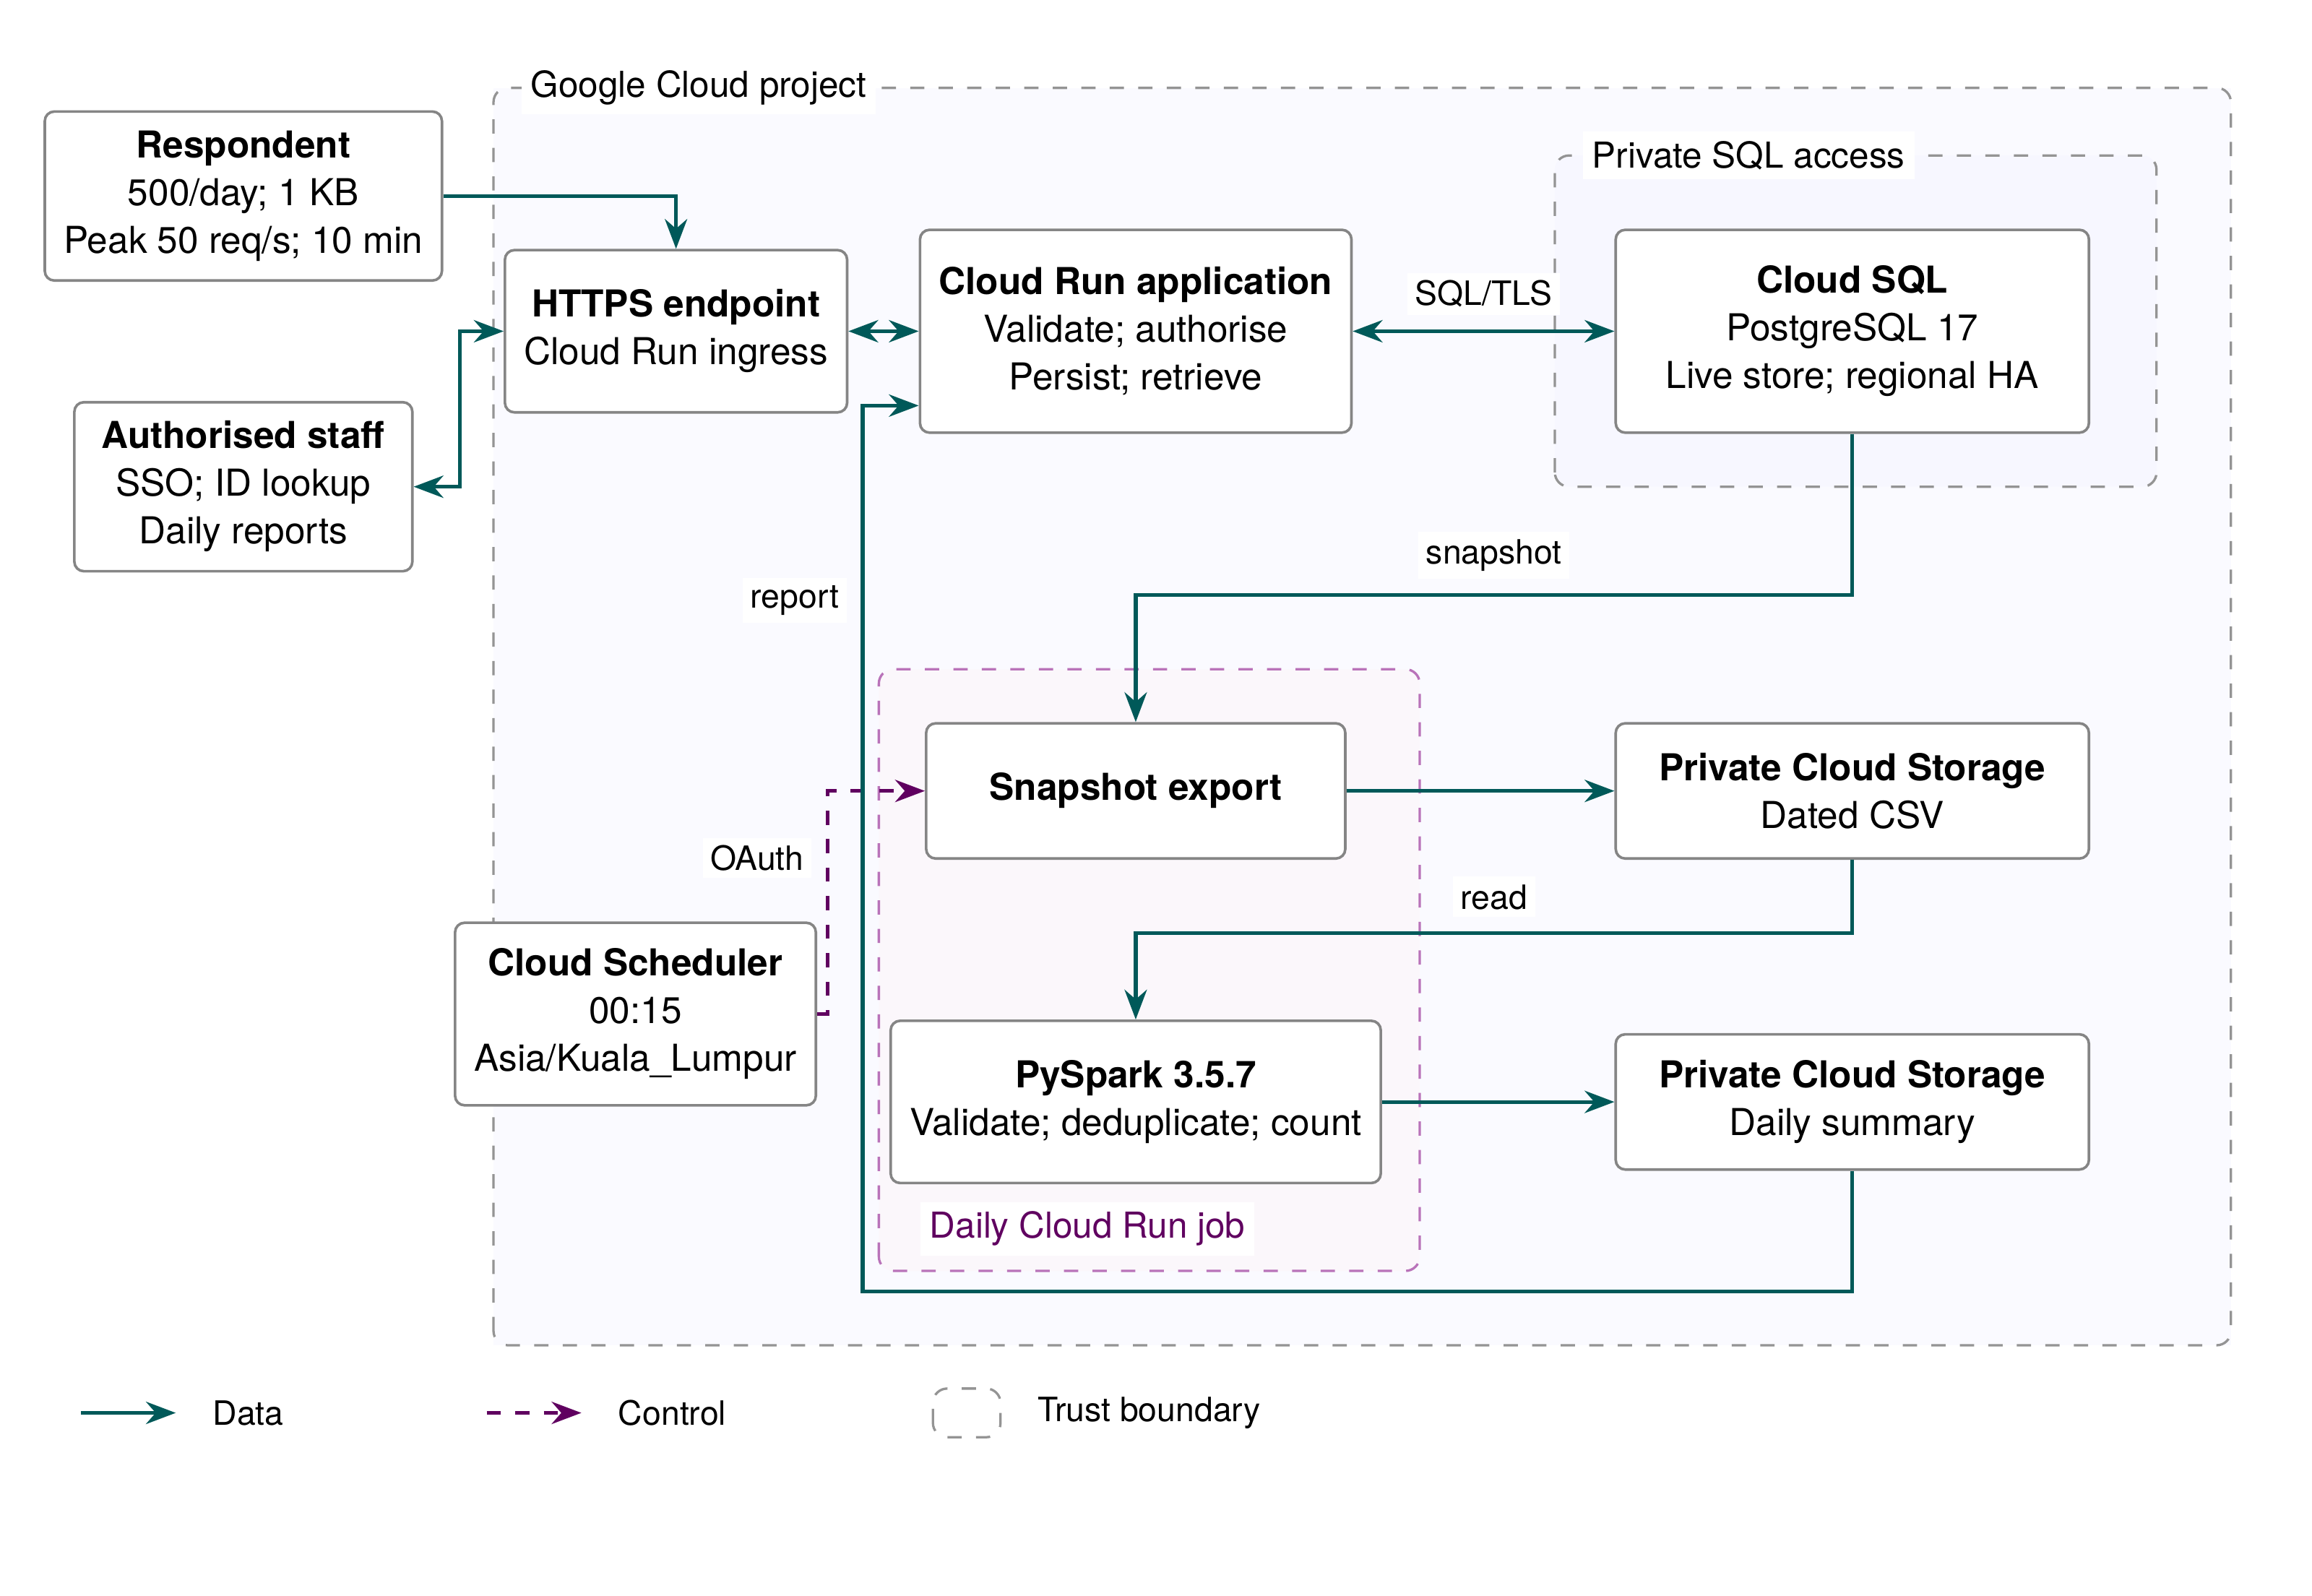 Google Cloud project
Respondent
500/day; 1 KB
Peak 50 req/s; 10 min
Private SQL access
HTTPS endpoint
Cloud Run ingress
Cloud Run application
Validate; authorise
Persist; retrieve
SQL/TLS
Cloud SQL
PostgreSQL 17
Live store; regional HA
Authorised staff
SSO; ID lookup
Daily reports
snapshot
report
Snapshot export
Private Cloud Storage
Dated CSV
OAuth
read
Cloud Scheduler
00:15
Asia/Kuala_Lumpur
PySpark 3.5.7
Validate; deduplicate; count
Private Cloud Storage
Daily summary
Daily Cloud Run job
Data
Control
Trust boundary